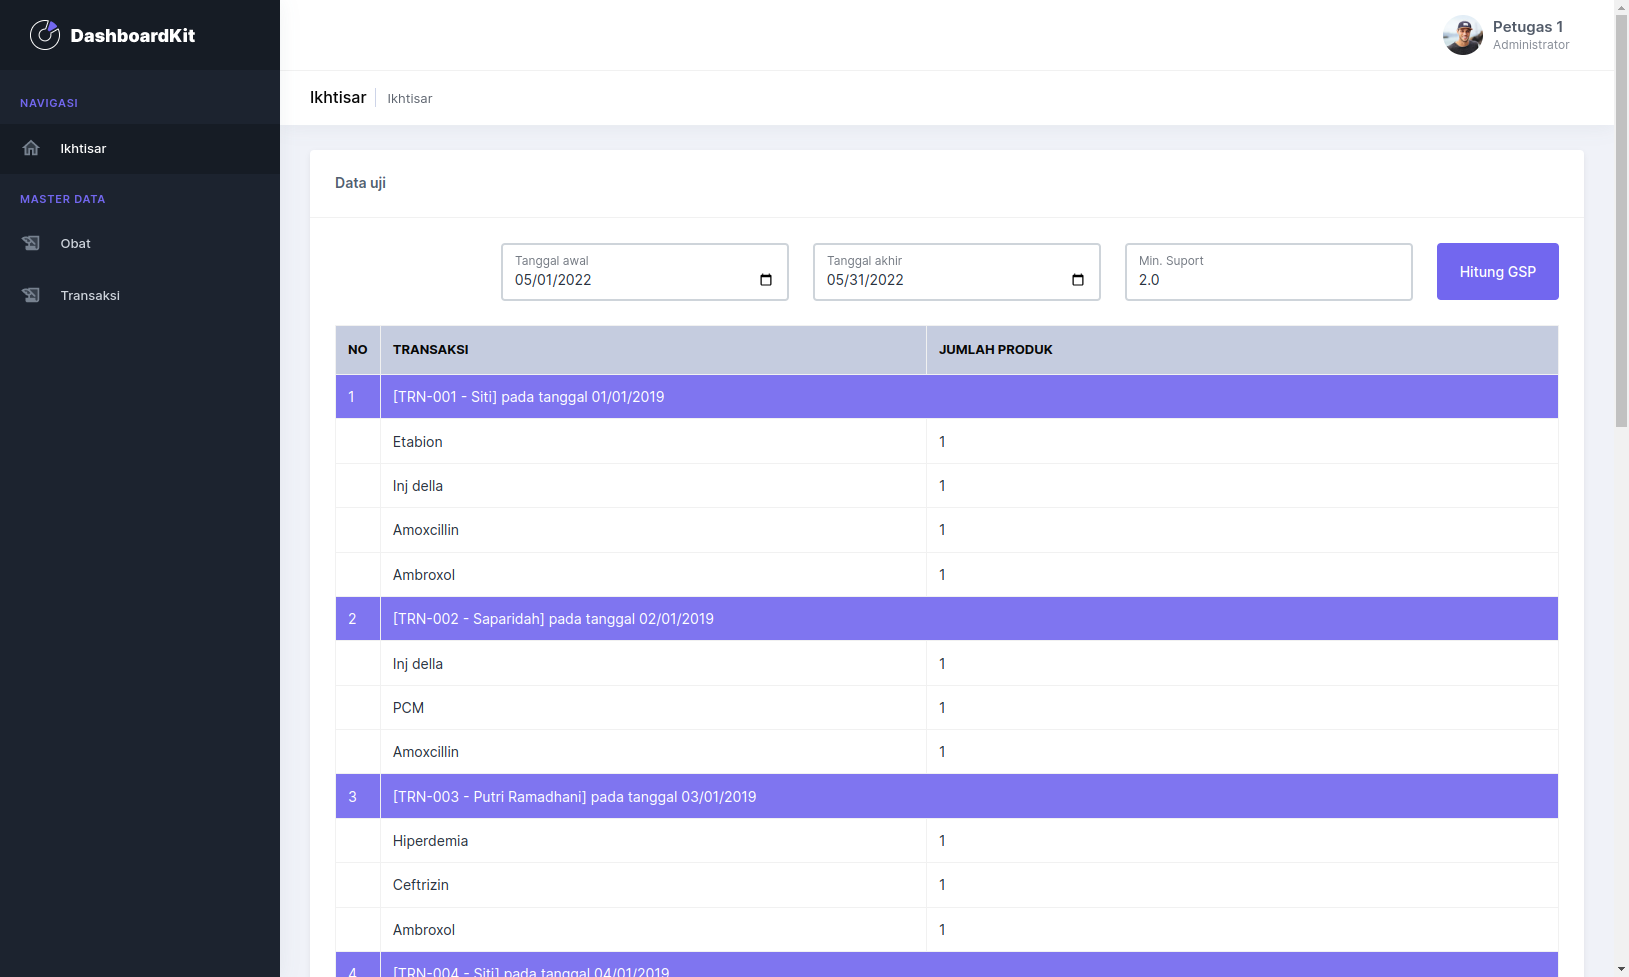 DashboardKit
Petugas 1
Administrator
NAVIGASI
Ikhtisar
MASTER DATA
Obat
Transaksi
Ikhtisar Ikhtisar
Data uji
Tanggal awal
05/01/2022
Tanggal akhir
05/31/2022
Min. Suport
2.0
Hitung GSP
NO TRANSAKSI JUMLAH PRODUK
1 [TRN-001 - Siti] pada tanggal 01/01/2019
Etabion 1
Inj della 1
Amoxcillin 1
Ambroxol 1
2 [TRN-002 - Saparidah] pada tanggal 02/01/2019
Inj della 1
PCM 1
Amoxcillin 1
3 [TRN-003 - Putri Ramadhani] pada tanggal 03/01/2019
Hiperdemia 1
Ceftrizin 1
Ambroxol 1
4 [TRN-004 - Siti] pada tanggal 04/01/2019